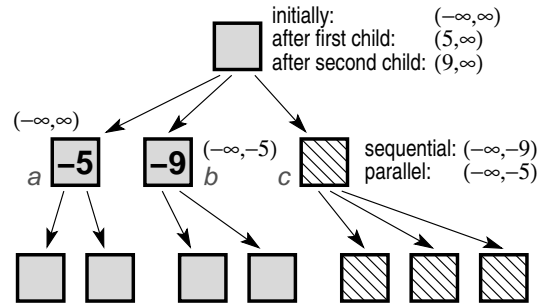 initially: (−∞,∞)
after first child: (5,∞)
after second child: (9,∞)
(−∞,∞)
−5
a
−9
(−∞,−5)
b
c
sequential: (−∞,−9)
parallel: (−∞,−5)